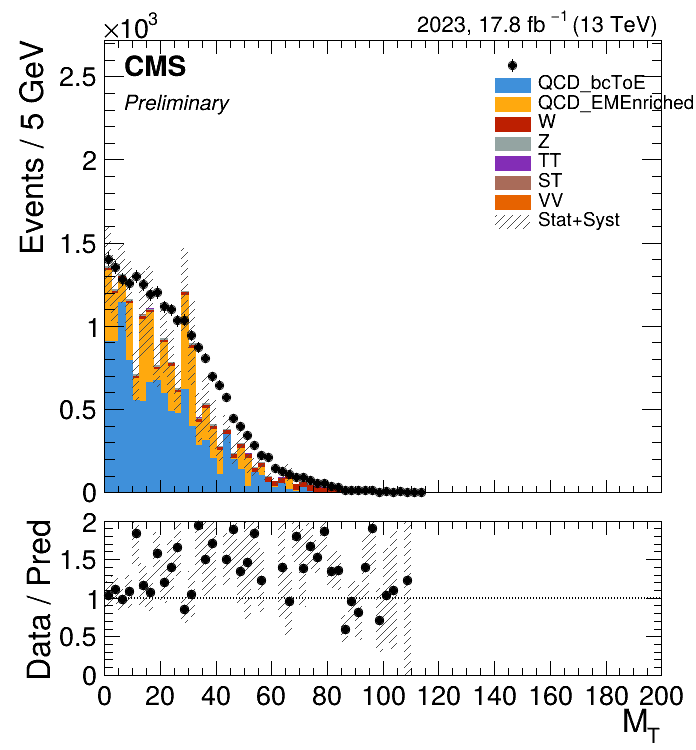 ×10³ 2023, 17.8 fb⁻¹ (13 TeV)
CMS
Preliminary
QCD_bcToE
QCD_EMEnriched
W
Z
TT
ST
VV
Stat+Syst
Events / 5 GeV
2.5
2
1.5
1
0.5
0
Data / Pred
2
1.5
1
0.5
0
0 20 40 60 80 100 120 140 160 180 200
M_T